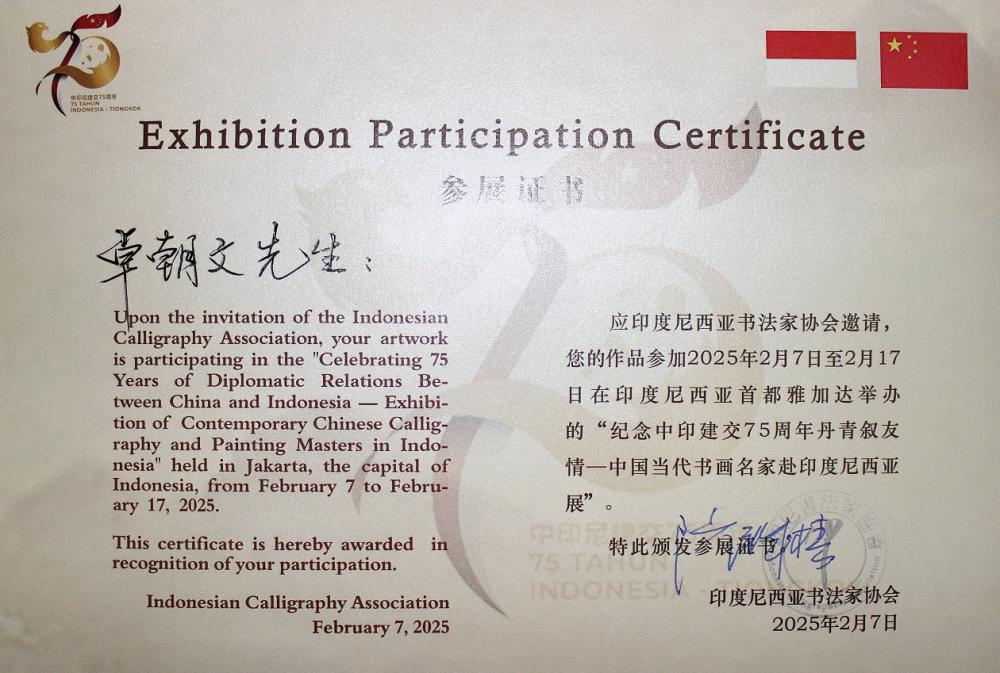 中印尼建交75周年
75 TAHUN
INDONESIA - TIONGKOK
Exhibition Participation Certificate
参展证书
卓朝文先生：
Upon the invitation of the Indonesian
Calligraphy Association, your artwork
is participating in the "Celebrating 75
Years of Diplomatic Relations Be-
tween China and Indonesia — Exhibi-
tion of Contemporary Chinese Callig-
raphy and Painting Masters in Indo-
nesia" held in Jakarta, the capital of
Indonesia, from February 7 to Febru-
ary 17, 2025.
This certificate is hereby awarded in
recognition of your participation.
Indonesian Calligraphy Association
February 7, 2025
应印度尼西亚书法家协会邀请，
您的作品参加2025年2月7日至2月17
日在印度尼西亚首都雅加达举办
的“纪念中印建交75周年丹青叙友
情—中国当代书画名家赴印度尼西亚
展”。
特此颁发参展证书
印度尼西亚书法家协会
2025年2月7日
中印尼建交7
75 TAHUN
INDONESIA - TIONGKOK